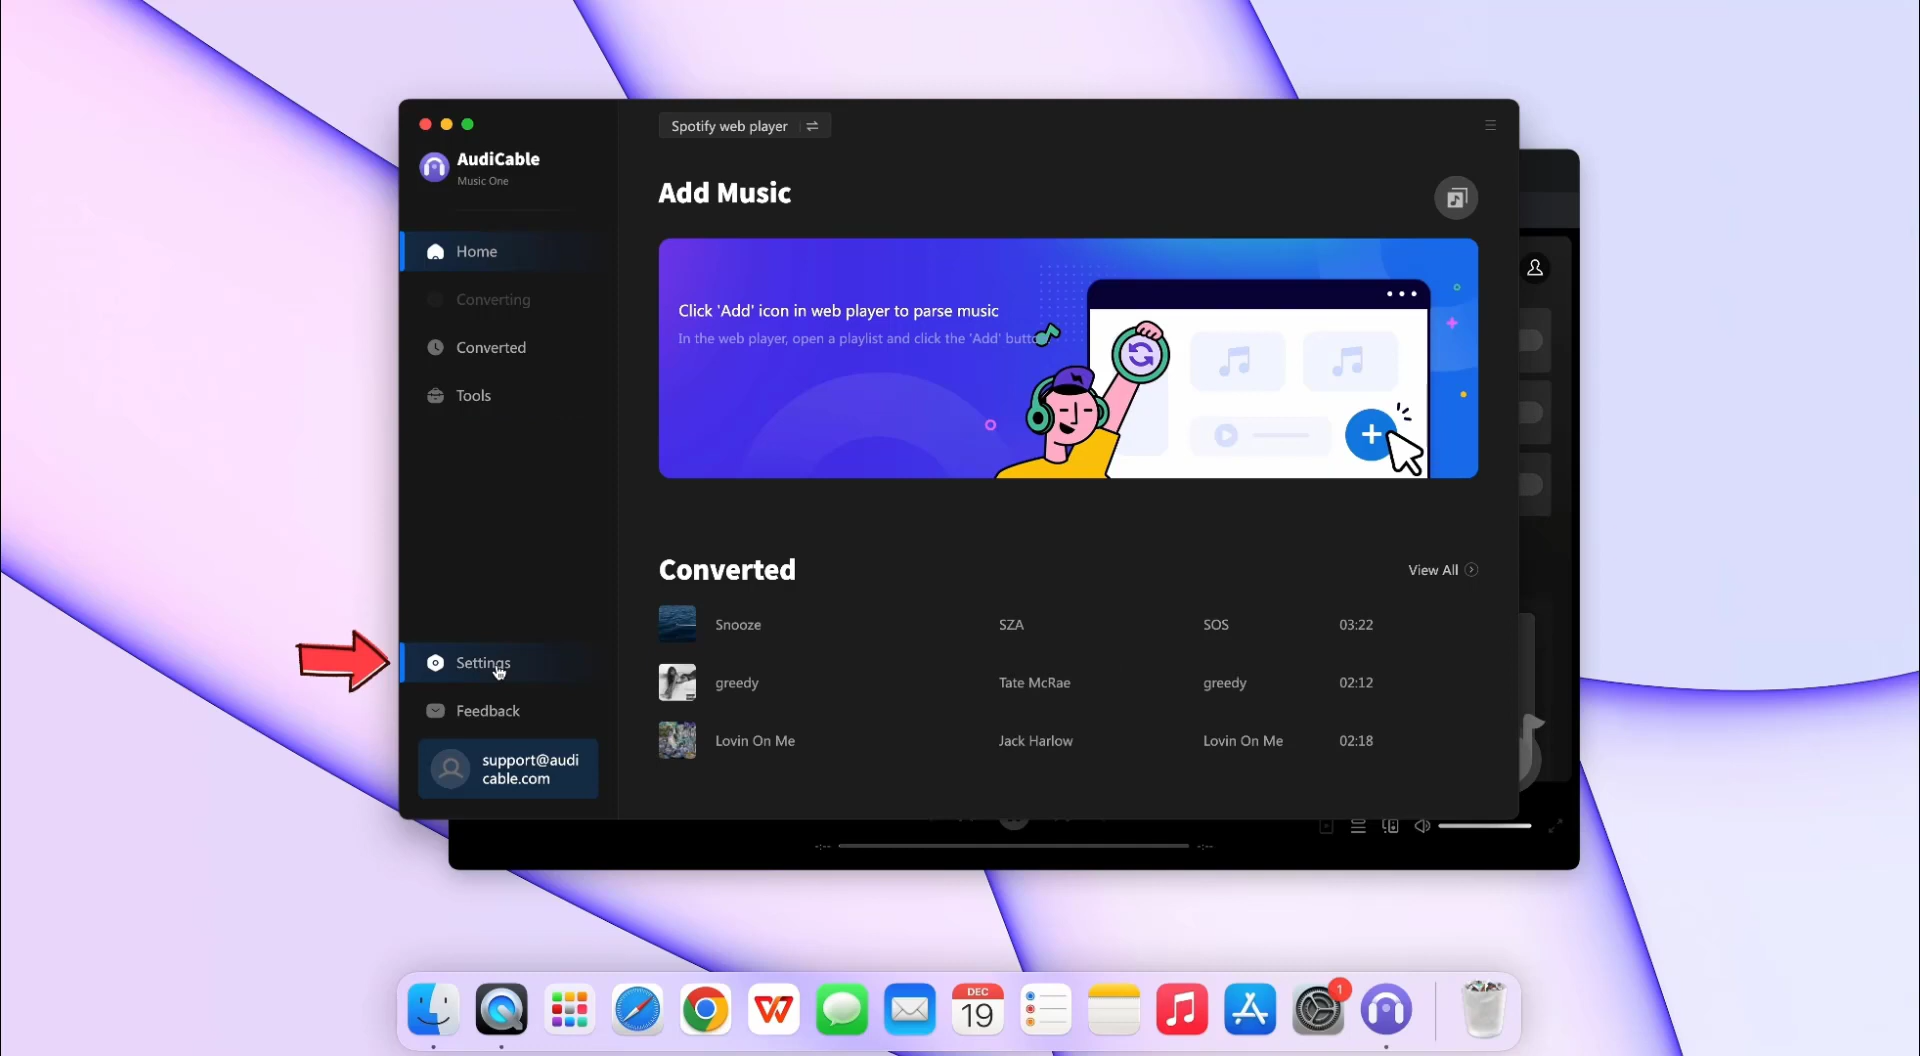 Spotify web player
AudiCable
Music One
Add Music
Home
Converting
Converted
Tools
Click 'Add' icon in web player to parse music
In the web player, open a playlist and click the 'Add'
Converted
View All
Snooze SZA SOS 03:22
greedy Tate McRae greedy 02:12
Lovin On Me Jack Harlow Lovin On Me 02:18
Settings
Feedback
support@audi
cable.com
-:-- -:--
DEC
19
1